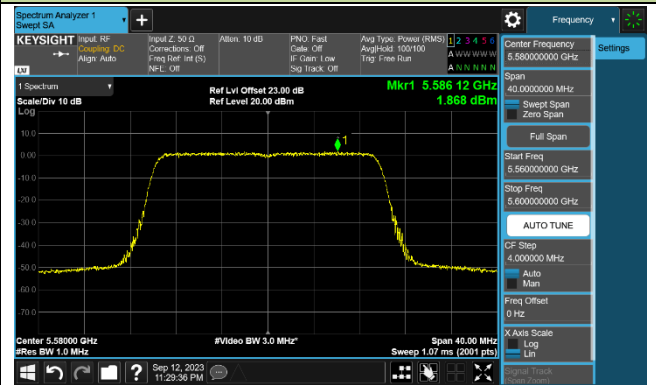 Spectrum Analyzer 1
Swept SA
Frequency
KEYSIGHT
Input: RF
Coupling: DC
Align: Auto
Input Z: 50 Ω
Corrections: Off
Freq Ref: Int (S)
NFE: Off
Atten: 10 dB
PNO: Fast
Gate: Off
IF Gain: Low
Sig Track: Off
Avg Type: Power (RMS)
Avg|Hold: 100/100
Trig: Free Run
1 2 3 4 5 6
A W W W W W
A N N N N N
LXI
1 Spectrum
Scale/Div 10 dB
Log
Ref Lvl Offset 23.00 dB
Ref Level 20.00 dBm
Mkr1 5.586 12 GHz
1.868 dBm
1
10.0
0.00
-10.0
-20.0
-30.0
-40.0
-50.0
-60.0
-70.0
Center 5.58000 GHz
#Res BW 1.0 MHz
#Video BW 3.0 MHz*
Span 40.00 MHz
Sweep 1.07 ms (2001 pts)
Sep 12, 2023
11:29:36 PM
Center Frequency
5.580000000 GHz
Span
40.0000000 MHz
Swept Span
Zero Span
Full Span
Start Freq
5.560000000 GHz
Stop Freq
5.600000000 GHz
AUTO TUNE
CF Step
4.000000 MHz
Auto
Man
Freq Offset
0 Hz
X Axis Scale
Log
Lin
Signal Track
(Span Zoom)
Settings